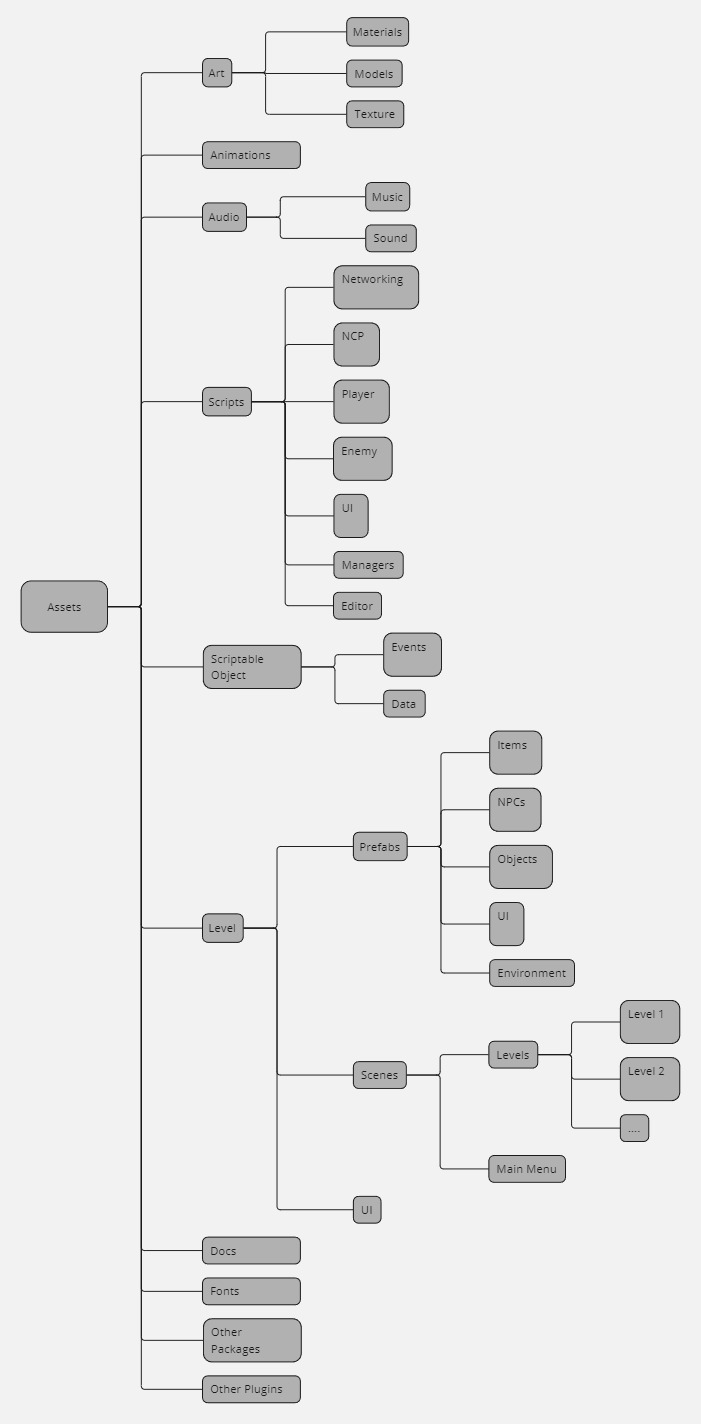 Materials
Art
Models
Texture
Animations
Music
Audio
Sound
Networking
NCP
Player
Scripts
Enemy
UI
Managers
Editor
Assets
Scriptable
Object
Events
Data
Items
NPCs
Prefabs
Objects
UI
Level
Environment
Level 1
Levels
Scenes
Level 2
....
Main Menu
UI
Docs
Fonts
Other
Packages
Other Plugins